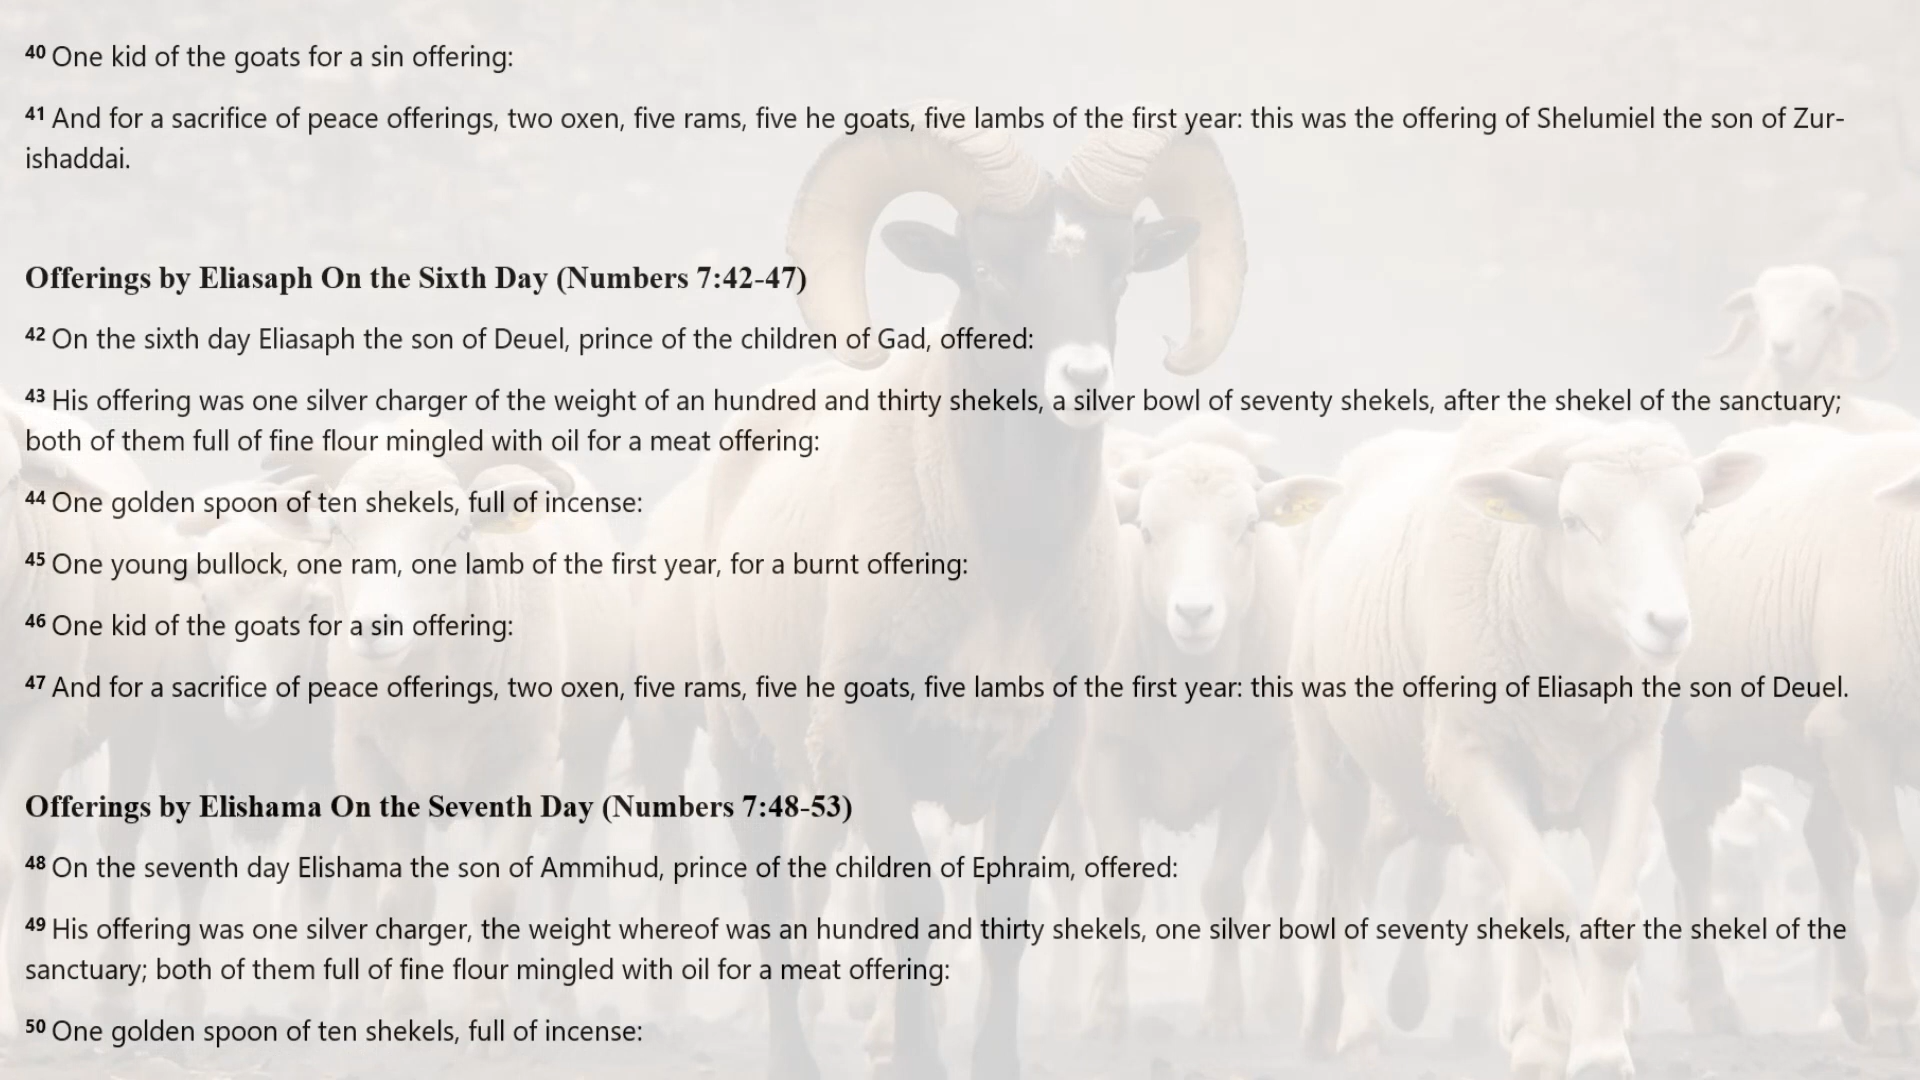 40 One kid of the goats for a sin offering:
41 And for a sacrifice of peace offerings, two oxen, five rams, five he goats, five lambs of the first year: this was the offering of Shelumiel the son of Zur-
ishaddai.
Offerings by Eliasaph On the Sixth Day (Numbers 7:42-47)
42 On the sixth day Eliasaph the son of Deuel, prince of the children of Gad, offered:
43 His offering was one silver charger of the weight of an hundred and thirty shekels, a silver bowl of seventy shekels, after the shekel of the sanctuary;
both of them full of fine flour mingled with oil for a meat offering:
44 One golden spoon of ten shekels, full of incense:
45 One young bullock, one ram, one lamb of the first year, for a burnt offering:
46 One kid of the goats for a sin offering:
47 And for a sacrifice of peace offerings, two oxen, five rams, five he goats, five lambs of the first year: this was the offering of Eliasaph the son of Deuel.
Offerings by Elishama On the Seventh Day (Numbers 7:48-53)
48 On the seventh day Elishama the son of Ammihud, prince of the children of Ephraim, offered:
49 His offering was one silver charger, the weight whereof was an hundred and thirty shekels, one silver bowl of seventy shekels, after the shekel of the
sanctuary; both of them full of fine flour mingled with oil for a meat offering:
50 One golden spoon of ten shekels, full of incense: